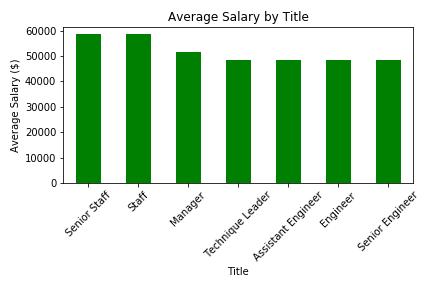 Average Salary by Title
Average Salary ($)
60000
50000
40000
30000
20000
10000
0
Senior Staff
Staff
Manager
Technique Leader
Assistant Engineer
Engineer
Senior Engineer
Title